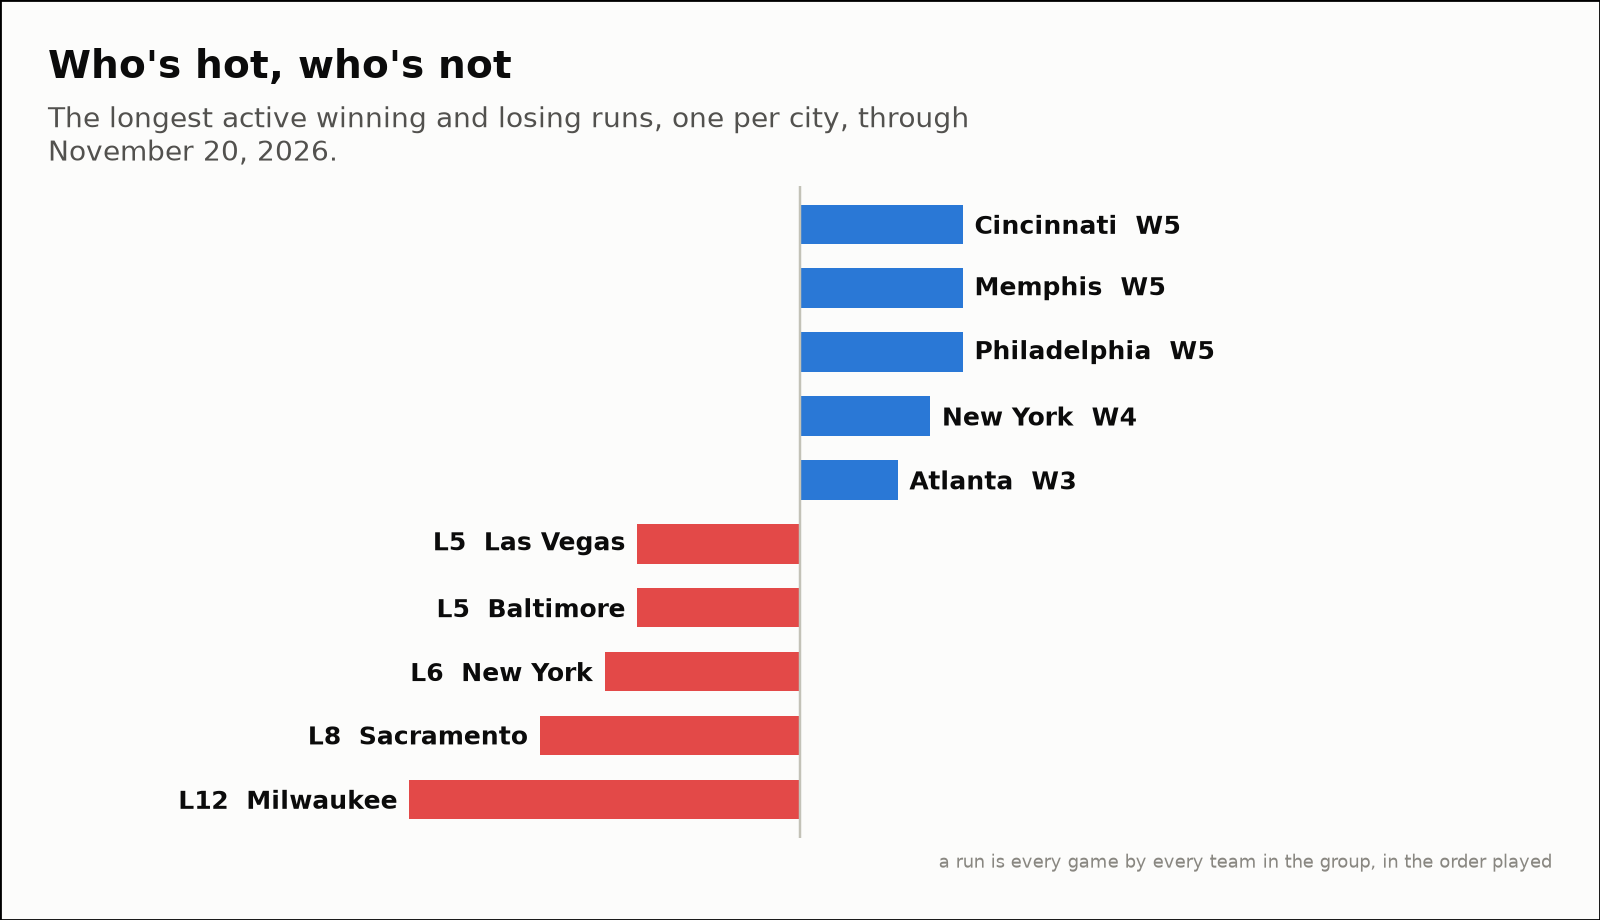 Who's hot, who's not
The longest active winning and losing runs, one per city, through
November 20, 2026.
Cincinnati  W5
Memphis  W5
Philadelphia  W5
New York  W4
Atlanta  W3
L5  Las Vegas
L5  Baltimore
L6  New York
L8  Sacramento
L12  Milwaukee
a run is every game by every team in the group, in the order played